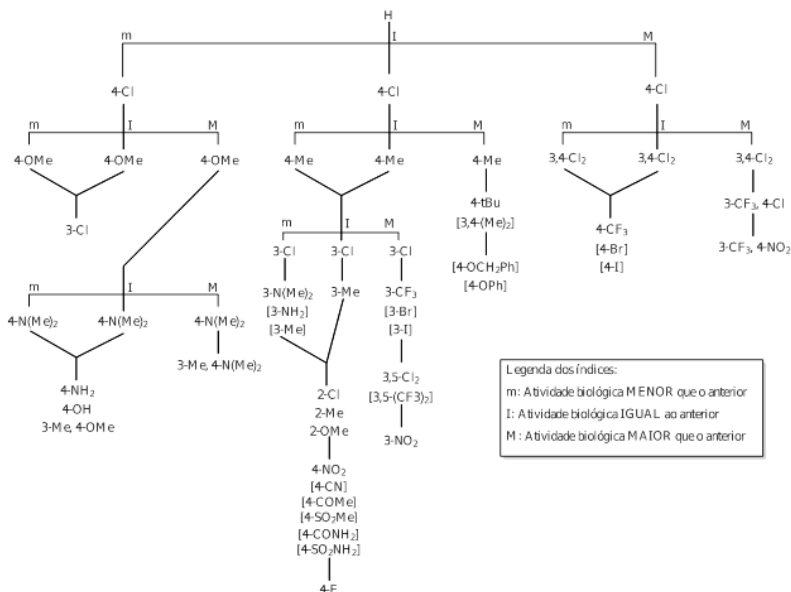 H
m I M
4-Cl 4-Cl 4-Cl
m I M m I M m I M
4-OMe 4-OMe 4-OMe 4-Me 4-Me 4-Me 3,4-Cl₂ 3,4-Cl₂ 3,4-Cl₂
3-Cl
4-tBu
[3,4-(Me)₂]
[4-OCH₂Ph]
[4-OPh]
4-CF₃
[4-Br]
[4-I]
3-CF₃, 4-Cl
3-CF₃, 4-NO₂
m I M
3-Cl 3-Cl 3-Cl
3-N(Me)₂
[3-NH₂]
[3-Me]
3-Me
3-CF₃
[3-Br]
[3-I]
3,5-Cl₂
[3,5-(CF3)₂]
3-NO₂
m I M
4-N(Me)₂ 4-N(Me)₂ 4-N(Me)₂
4-NH₂
4-OH
3-Me, 4-OMe
3-Me, 4-N(Me)₂
2-Cl
2-Me
2-OMe
4-NO₂
[4-CN]
[4-COMe]
[4-SO₂Me]
[4-CONH₂]
[4-SO₂NH₂]
4-F
Legenda dos índices:
m: Atividade biológica MENOR que o anterior
I: Atividade biológica IGUAL ao anterior
M: Atividade biológica MAIOR que o anterior